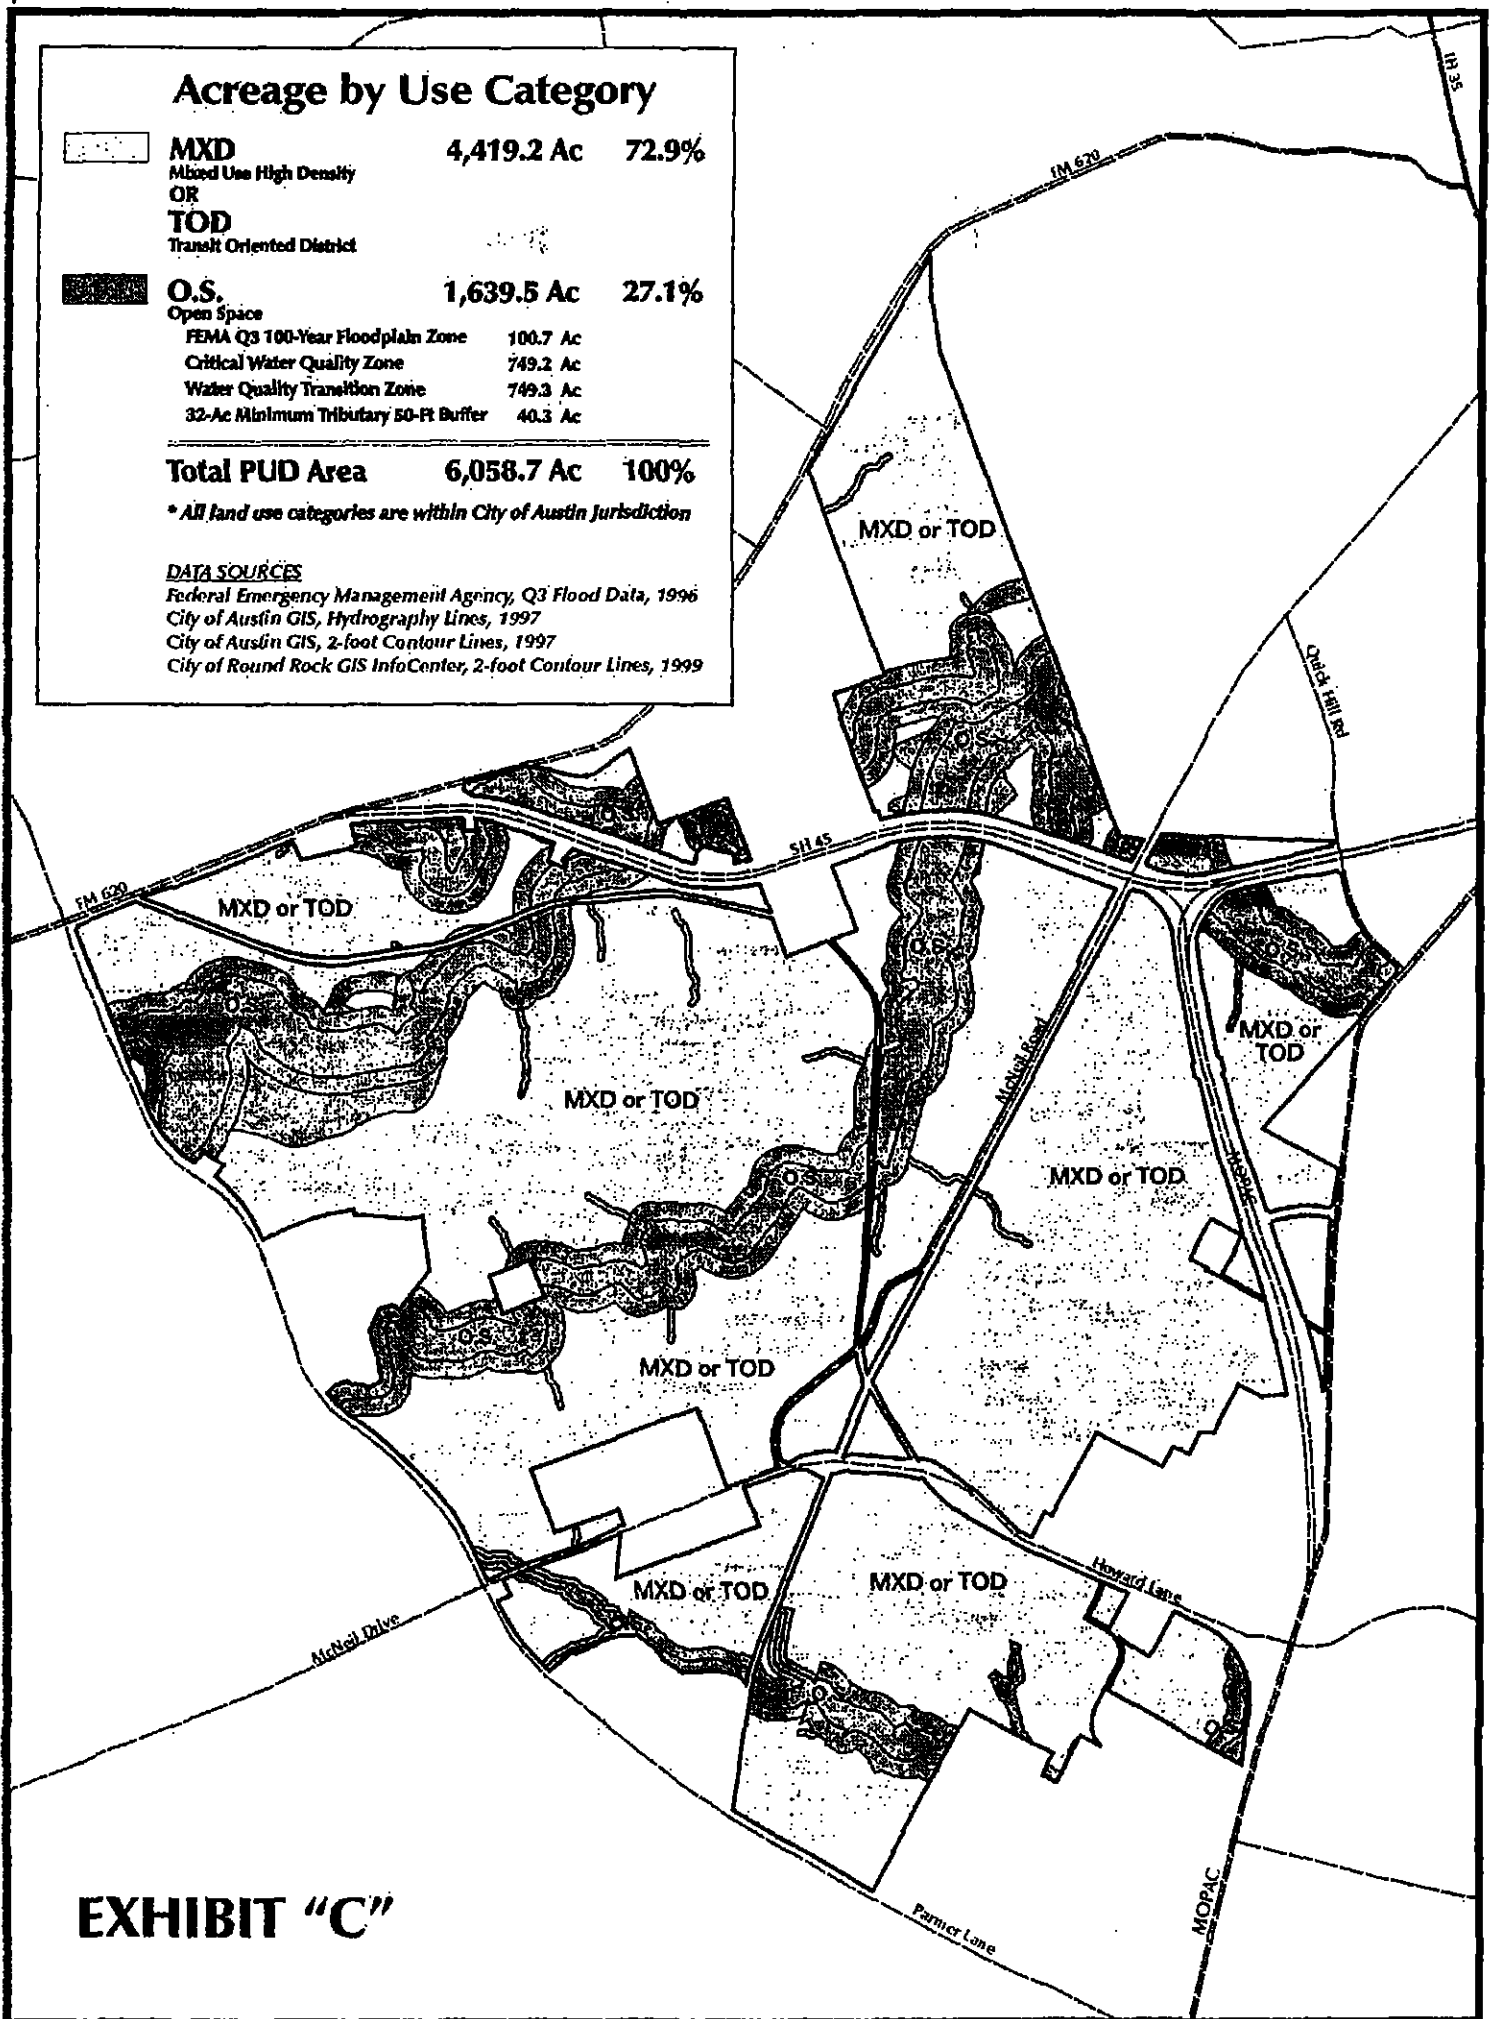 Acreage by Use Category
MXD 4,419.2 Ac 72.9%
Mixed Use High Density
OR
TOD
Transit Oriented District
O.S. 1,639.5 Ac 27.1%
Open Space
FEMA Q3 100-Year Floodplain Zone 100.7 Ac
Critical Water Quality Zone 749.2 Ac
Water Quality Transition Zone 749.3 Ac
32-Ac Minimum Tributary 50-Ft Buffer 40.3 Ac
Total PUD Area 6,058.7 Ac 100%
* All land use categories are within City of Austin Jurisdiction
DATA SOURCES
Federal Emergency Management Agency, Q3 Flood Data, 1996
City of Austin GIS, Hydrography Lines, 1997
City of Austin GIS, 2-foot Contour Lines, 1997
City of Round Rock GIS InfoCenter, 2-foot Contour Lines, 1999
IH 35
FM 620
MXD or TOD
Quick Hill Rd
O.S.
O.S.
SH 45
FM 620
MXD or TOD
O.S.
O.S.
MXD or
TOD
McNeil Road
MXD or TOD
MXD or TOD
O.S.
MOPAC
O.S.
MXD or TOD
MXD or TOD
MXD or TOD
Howard Lane
McNeil Drive
Parmer Lane
MOPAC
EXHIBIT "C"